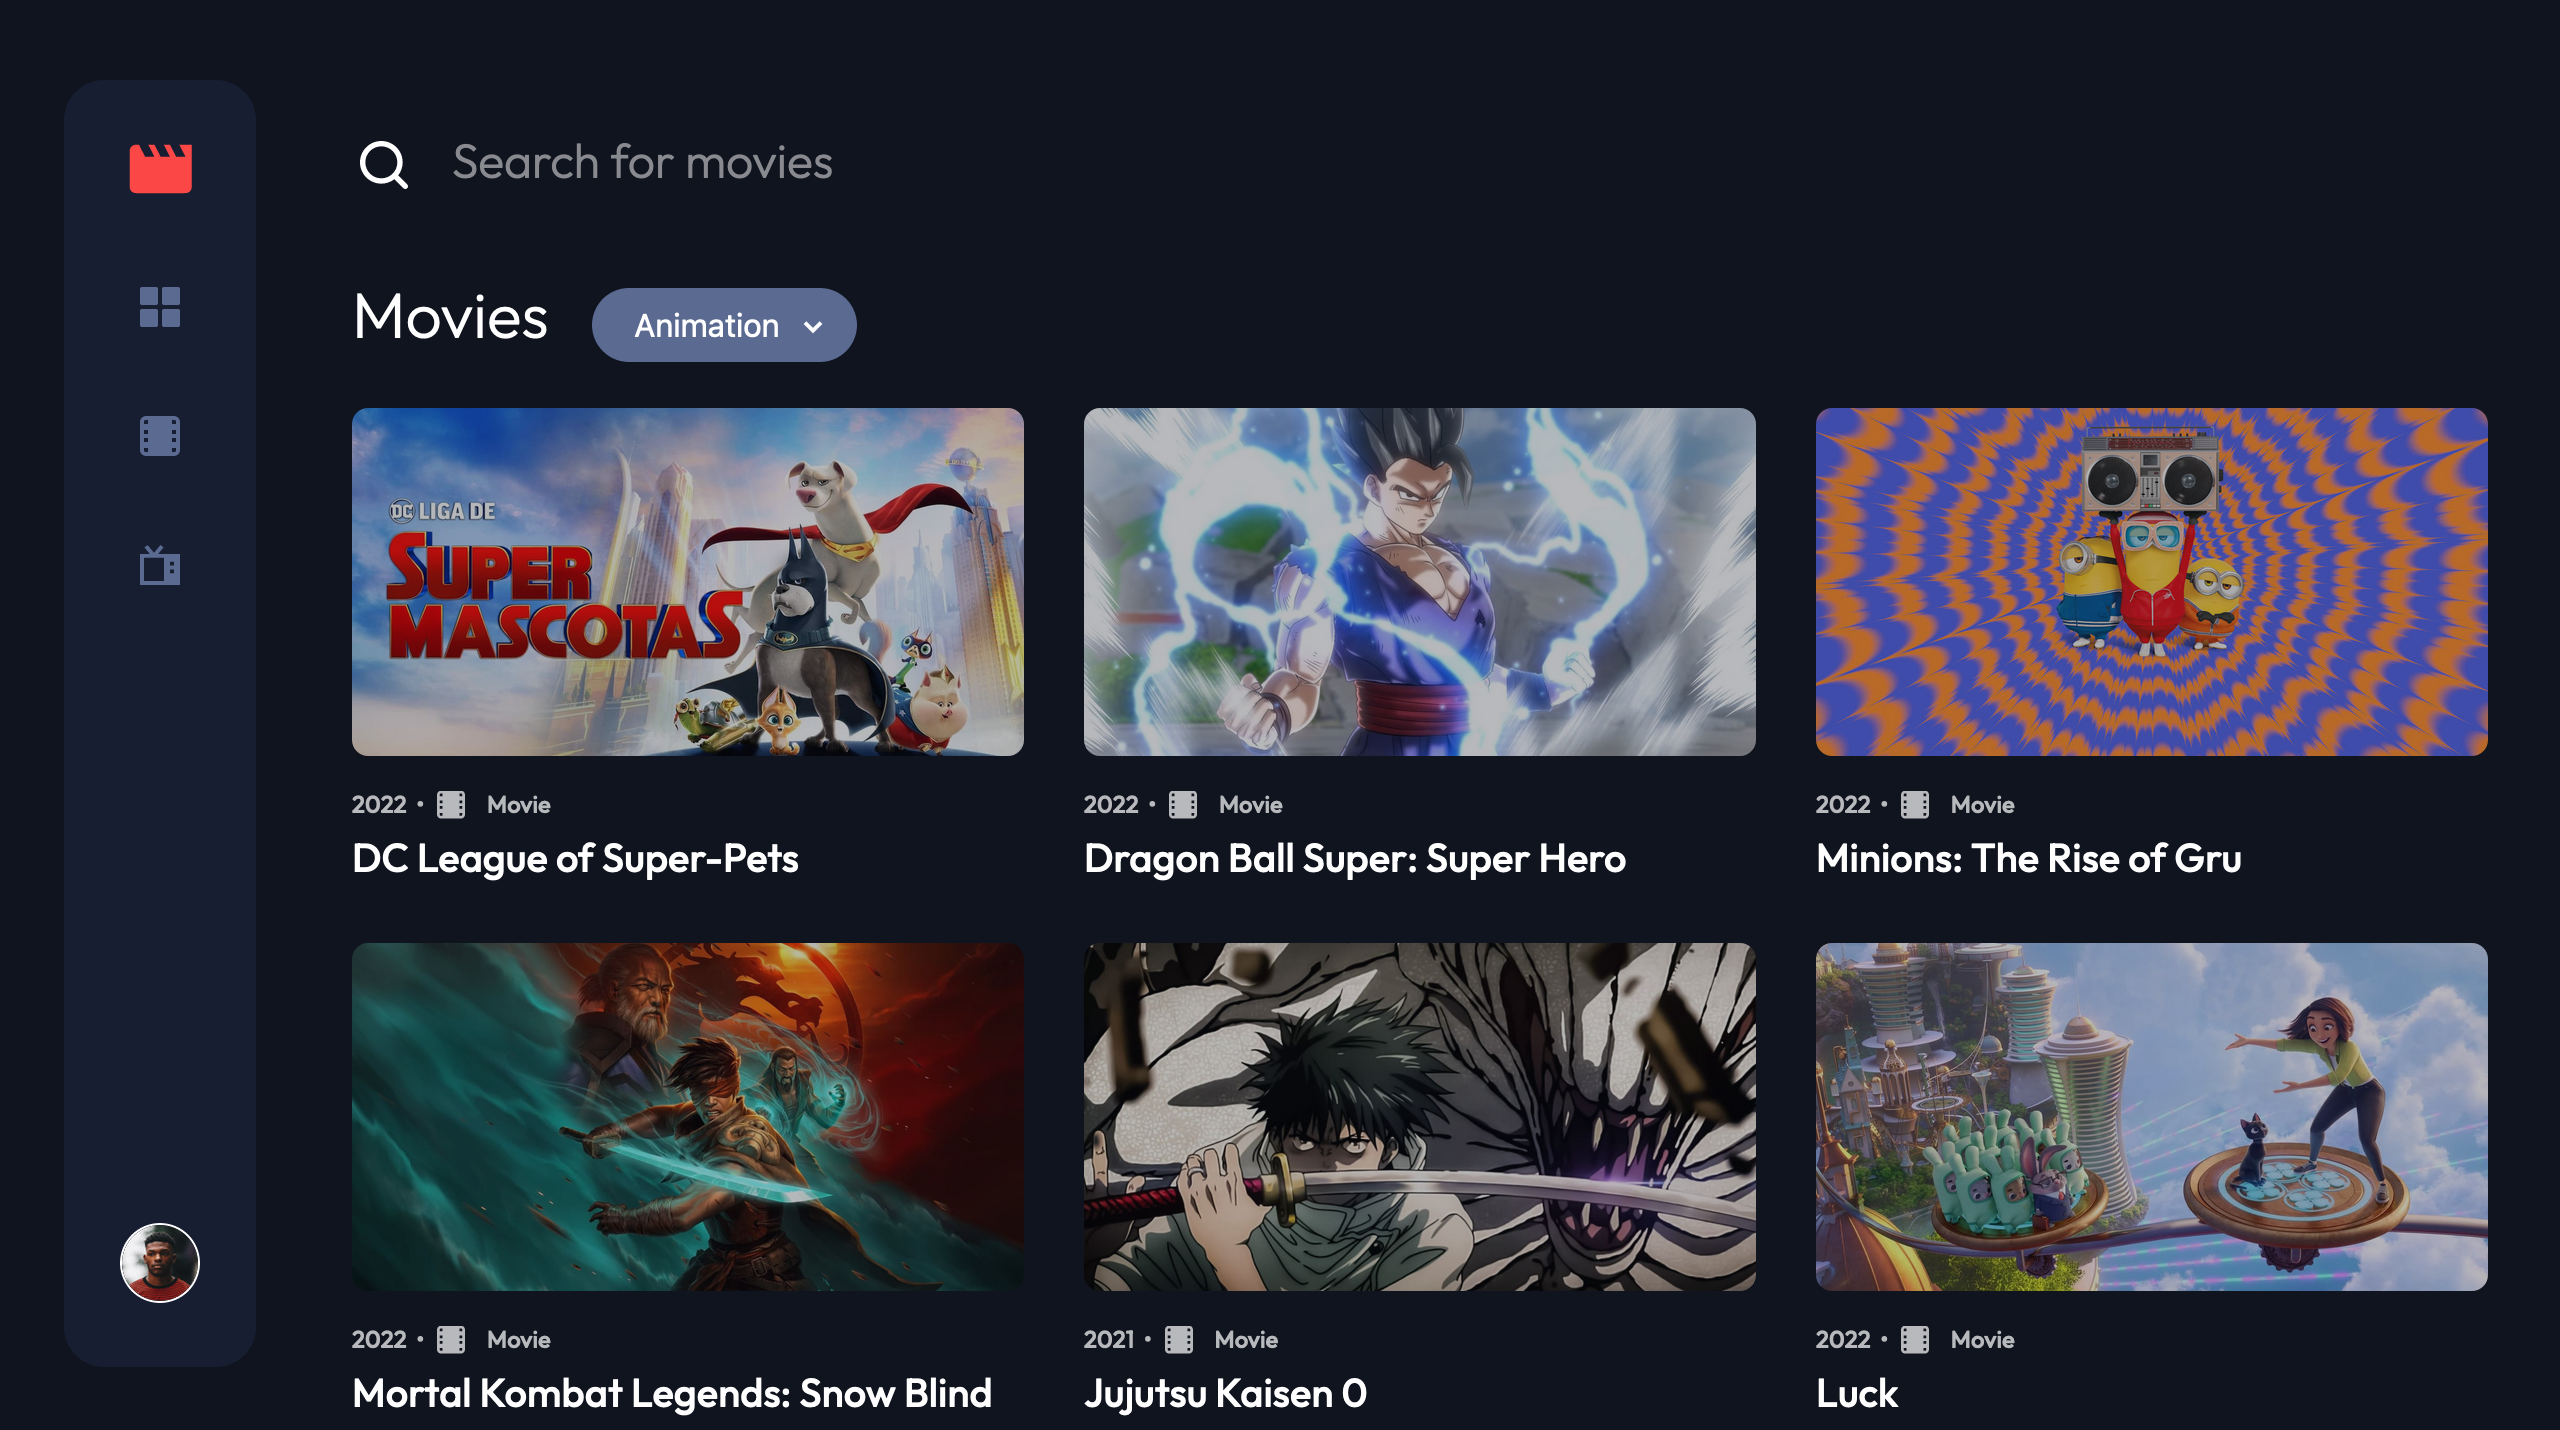 Search for movies
Movies
Animation
DC LIGA DE
SUPER
MASCOTAS
2022 • Movie
DC League of Super-Pets
2022 • Movie
Dragon Ball Super: Super Hero
2022 • Movie
Minions: The Rise of Gru
2022 • Movie
Mortal Kombat Legends: Snow Blind
2021 • Movie
Jujutsu Kaisen 0
2022 • Movie
Luck